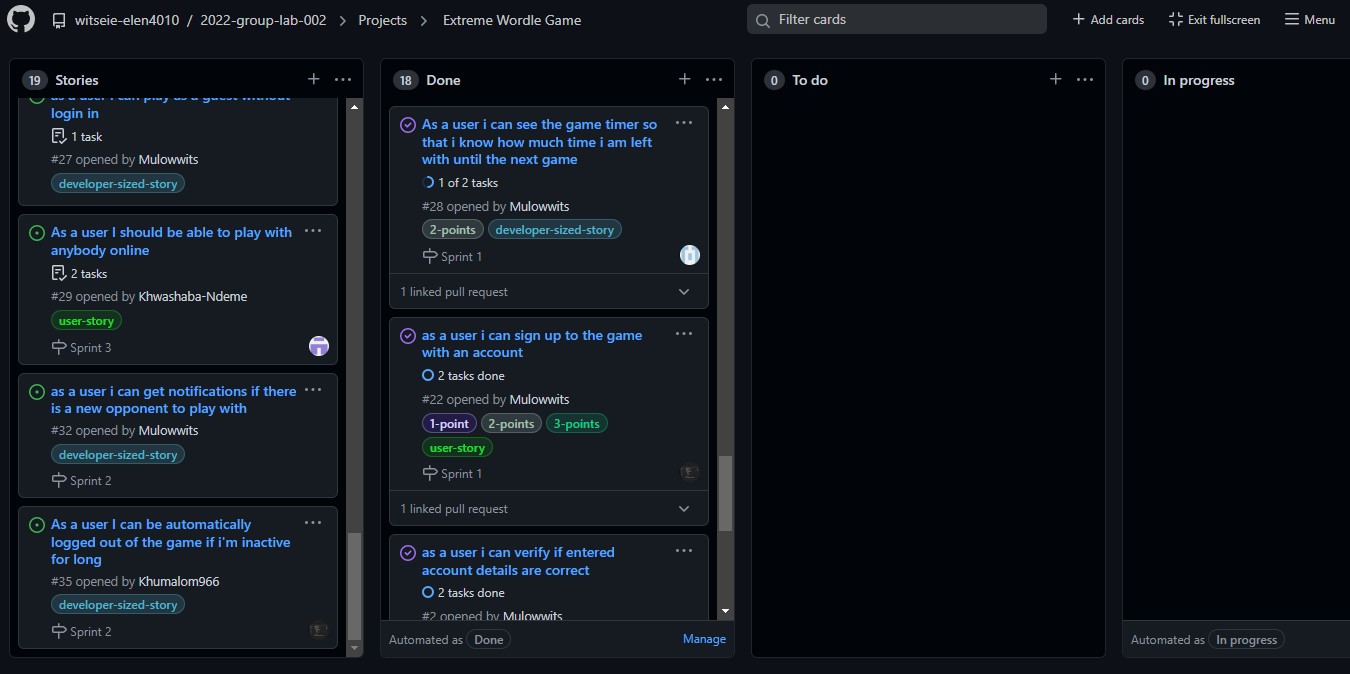 witseie-elen4010 / 2022-group-lab-002 > Projects > Extreme Wordle Game
Filter cards
+ Add cards
Exit fullscreen
Menu
19 Stories
as a user i can play as a guest without
login in
1 task
#27 opened by Mulowwits
developer-sized-story
As a user I should be able to play with
anybody online
2 tasks
#29 opened by Khwashaba-Ndeme
user-story
Sprint 3
as a user i can get notifications if there
is a new opponent to play with
#32 opened by Mulowwits
developer-sized-story
Sprint 2
As a user I can be automatically
logged out of the game if i'm inactive
for long
#35 opened by Khumalom966
developer-sized-story
Sprint 2
18 Done
As a user i can see the game timer so
that i know how much time i am left
with until the next game
1 of 2 tasks
#28 opened by Mulowwits
2-points developer-sized-story
Sprint 1
1 linked pull request
as a user i can sign up to the game
with an account
2 tasks done
#22 opened by Mulowwits
1-point 2-points 3-points
user-story
Sprint 1
1 linked pull request
as a user i can verify if entered
account details are correct
2 tasks done
#2 opened by Mulowwits
Automated as Done
Manage
0 To do
0 In progress
Automated as In progress